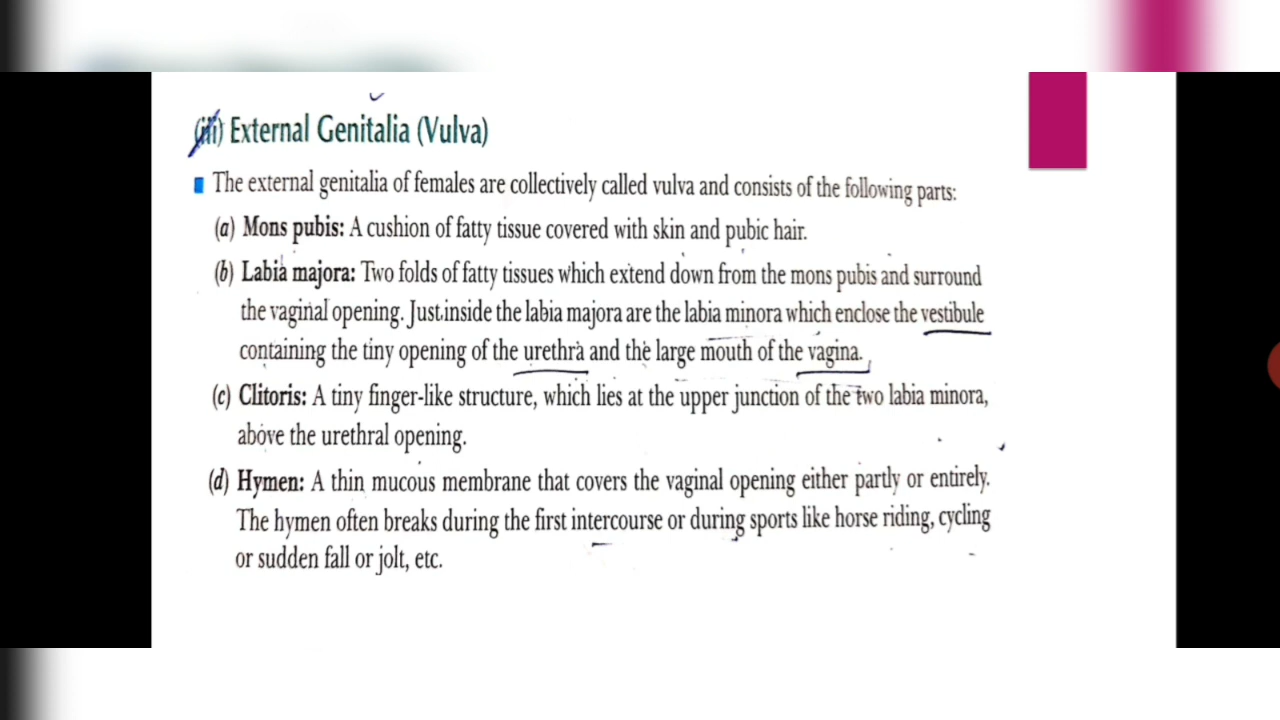 (iii) External Genitalia (Vulva)
The external genitalia of females are collectively called vulva and consists of the following parts:
(a) Mons pubis: A cushion of fatty tissue covered with skin and pubic hair.
(b) Labia majora: Two folds of fatty tissues which extend down from the mons pubis and surround
the vaginal opening. Just inside the labia majora are the labia minora which enclose the vestibule
containing the tiny opening of the urethra and the large mouth of the vagina.
(c) Clitoris: A tiny finger-like structure, which lies at the upper junction of the two labia minora,
above the urethral opening.
(d) Hymen: A thin mucous membrane that covers the vaginal opening either partly or entirely.
The hymen often breaks during the first intercourse or during sports like horse riding, cycling
or sudden fall or jolt, etc.